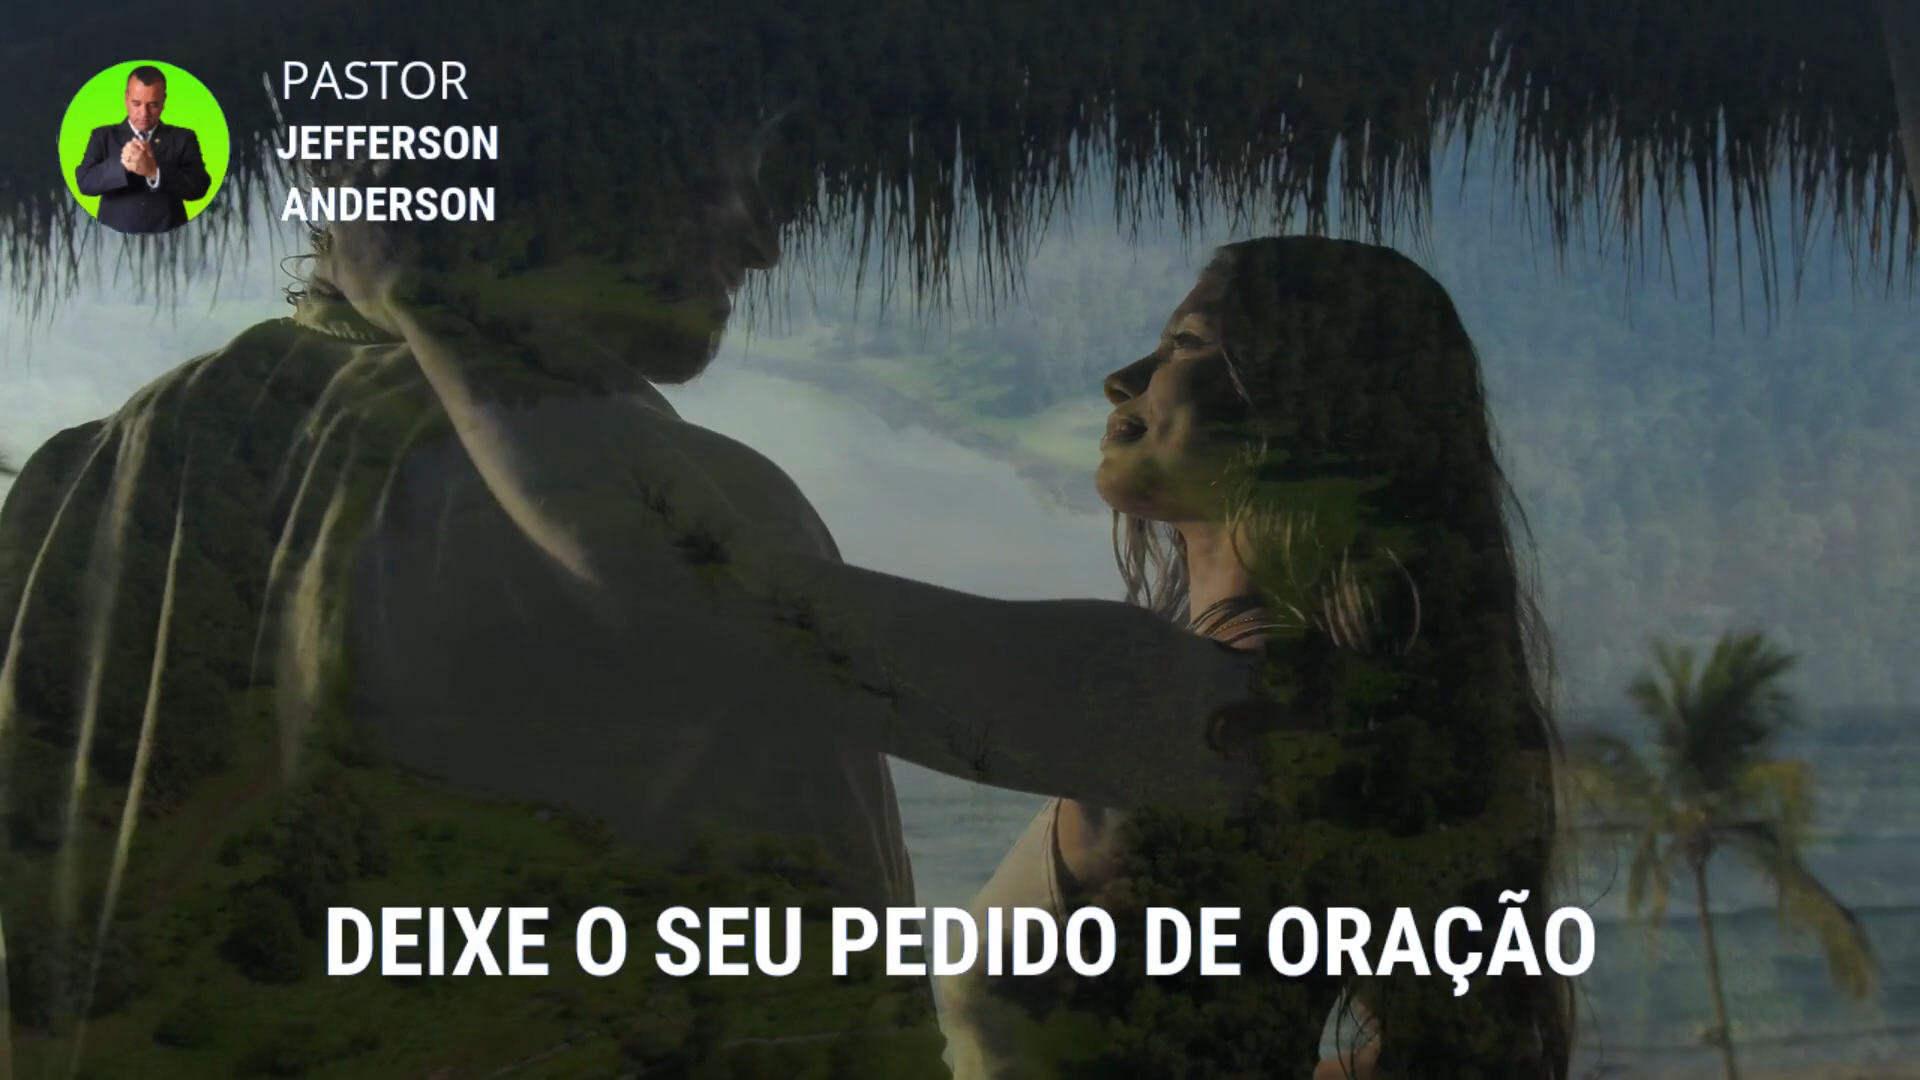 PASTOR
JEFFERSON
ANDERSON
DEIXE O SEU PEDIDO DE ORAÇÃO